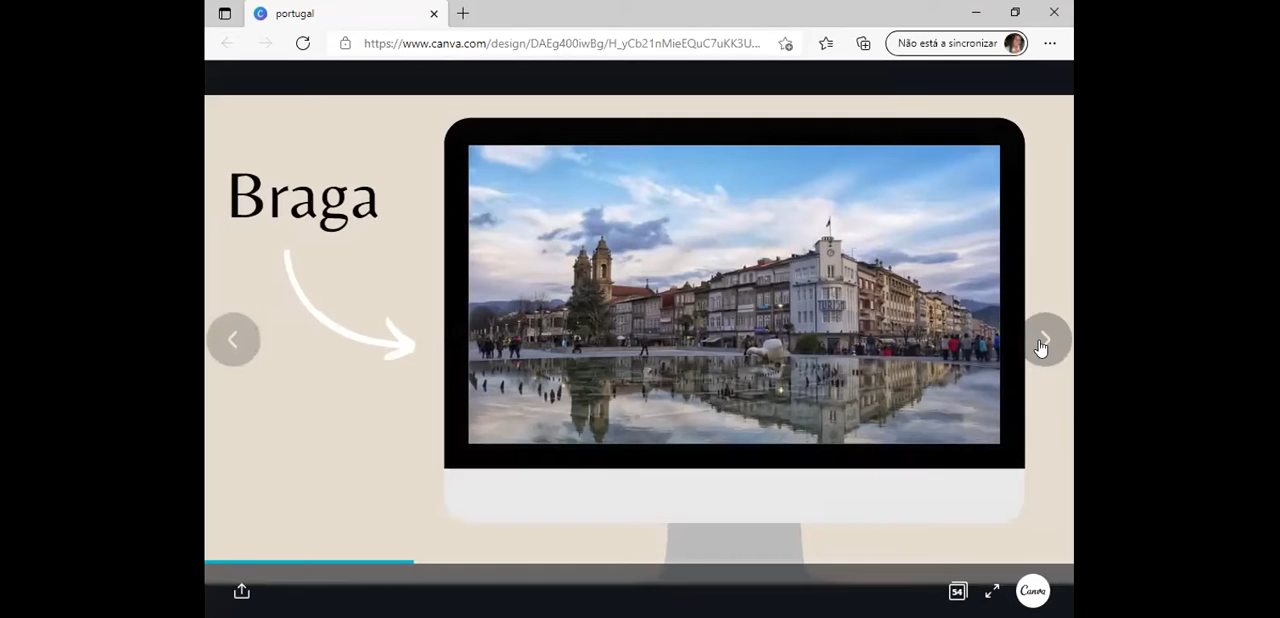 portugal
https://www.canva.com/design/DAEg400iwBg/H_yCb21nMieEQuC7uKK3U...
Não está a sincronizar
Braga
54
Canva